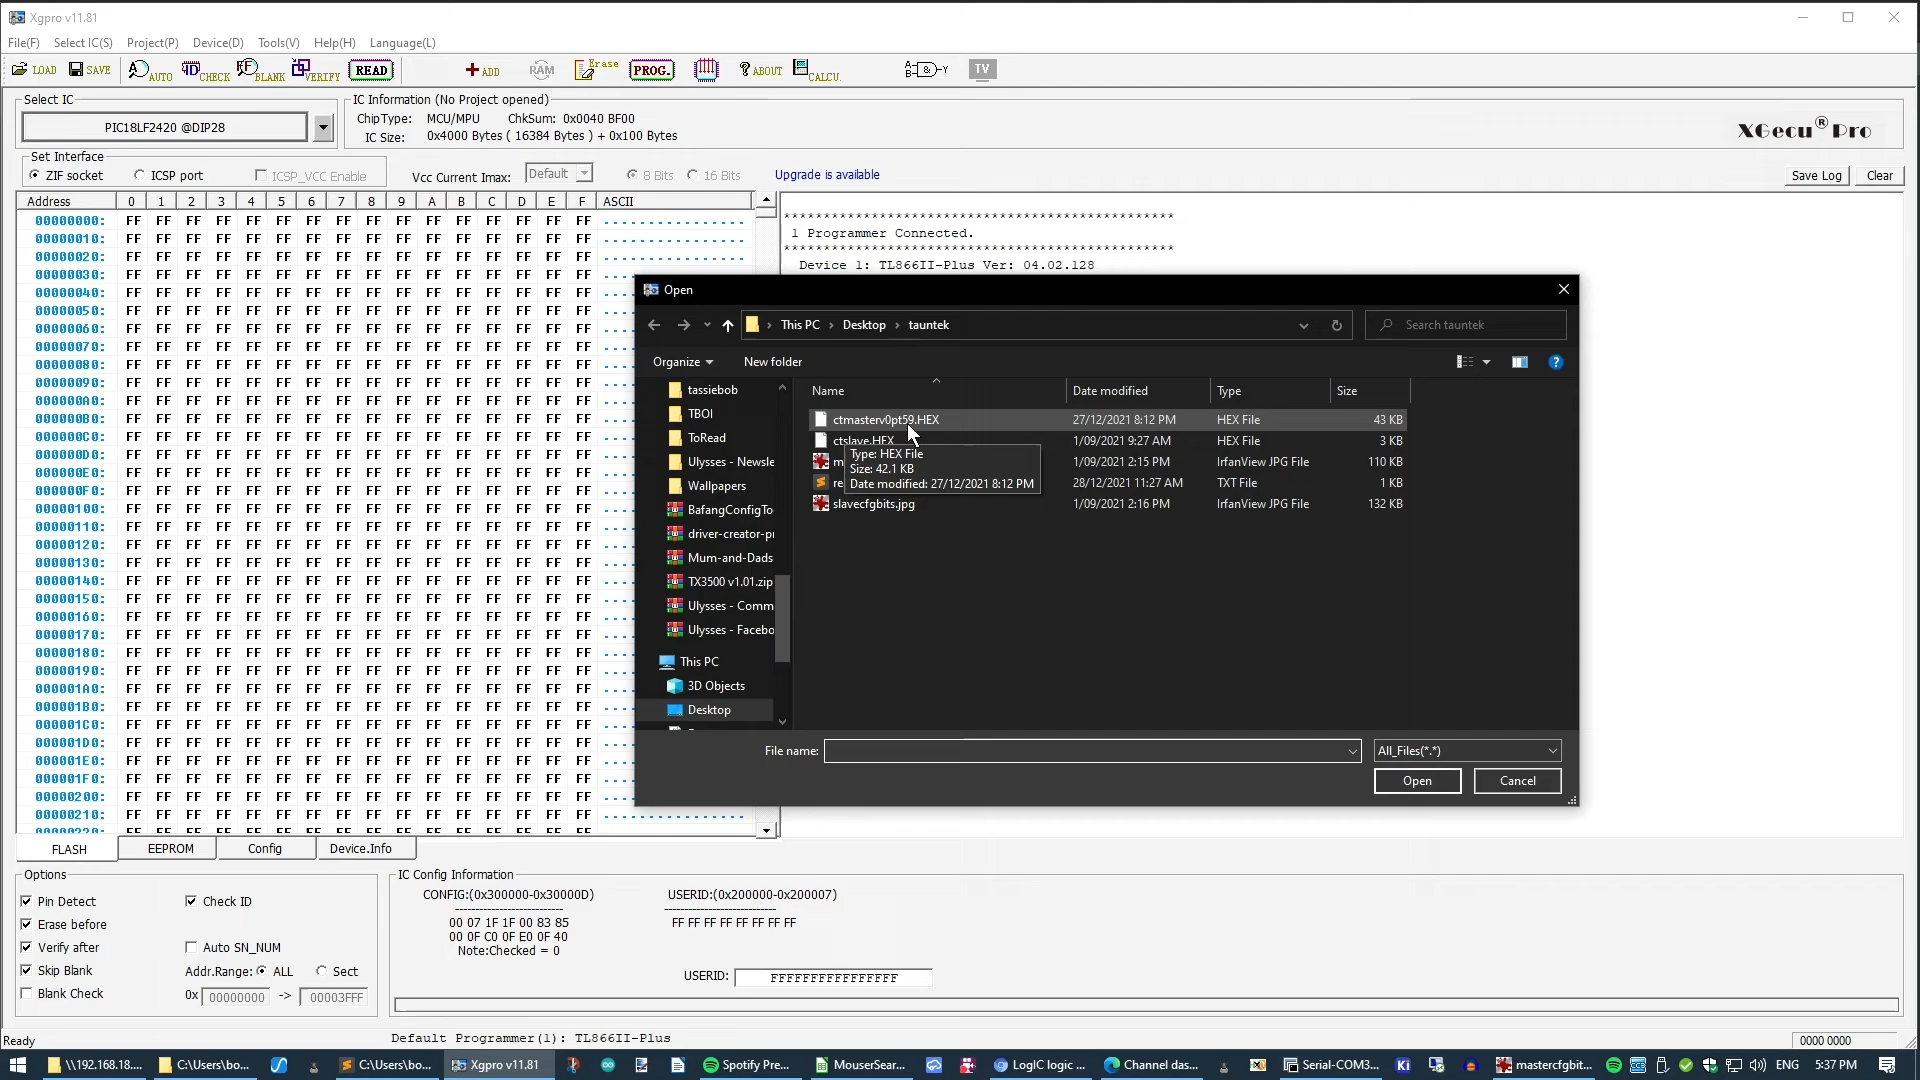 Xgpro v11.81
File(F) Select IC(S) Project(P) Device(D) Tools(V) Help(H) Language(L)
LOAD SAVE AUTO CHECK BLANK VERIFY READ ADD RAM Erase PROG. ABOUT CALCU. TV
Select IC
PIC18LF2420 @DIP28
IC Information (No Project opened)
ChipType: MCU/MPU ChkSum: 0x0040 BF00
IC Size: 0x4000 Bytes ( 16384 Bytes ) + 0x100 Bytes
XGecu® Pro
Set Interface
ZIF socket ICSP port ICSP_VCC Enable Vcc Current Imax: Default 8 Bits 16 Bits
Upgrade is available
Save Log Clear
Address 0 1 2 3 4 5 6 7 8 9 A B C D E F ASCII
00000000: FF FF FF FF FF FF FF FF FF FF FF FF FF FF FF FF
00000010: FF FF FF FF FF FF FF FF FF FF FF FF FF FF FF FF
00000020: FF FF FF FF FF FF FF FF FF FF FF FF FF FF FF FF
00000030: FF FF FF FF FF FF FF FF FF FF FF FF FF FF FF FF
00000040: FF FF FF FF FF FF FF FF FF FF FF FF FF FF FF FF
00000050: FF FF FF FF FF FF FF FF FF FF FF FF FF FF FF FF
00000060: FF FF FF FF FF FF FF FF FF FF FF FF FF FF FF FF
00000070: FF FF FF FF FF FF FF FF FF FF FF FF FF FF FF FF
00000080: FF FF FF FF FF FF FF FF FF FF FF FF FF FF FF FF
00000090: FF FF FF FF FF FF FF FF FF FF FF FF FF FF FF FF
000000A0: FF FF FF FF FF FF FF FF FF FF FF FF FF FF FF FF
000000B0: FF FF FF FF FF FF FF FF FF FF FF FF FF FF FF FF
000000C0: FF FF FF FF FF FF FF FF FF FF FF FF FF FF FF FF
000000D0: FF FF FF FF FF FF FF FF FF FF FF FF FF FF FF FF
000000E0: FF FF FF FF FF FF FF FF FF FF FF FF FF FF FF FF
000000F0: FF FF FF FF FF FF FF FF FF FF FF FF FF FF FF FF
00000100: FF FF FF FF FF FF FF FF FF FF FF FF FF FF FF FF
00000110: FF FF FF FF FF FF FF FF FF FF FF FF FF FF FF FF
00000120: FF FF FF FF FF FF FF FF FF FF FF FF FF FF FF FF
00000130: FF FF FF FF FF FF FF FF FF FF FF FF FF FF FF FF
00000140: FF FF FF FF FF FF FF FF FF FF FF FF FF FF FF FF
00000150: FF FF FF FF FF FF FF FF FF FF FF FF FF FF FF FF
00000160: FF FF FF FF FF FF FF FF FF FF FF FF FF FF FF FF
00000170: FF FF FF FF FF FF FF FF FF FF FF FF FF FF FF FF
00000180: FF FF FF FF FF FF FF FF FF FF FF FF FF FF FF FF
00000190: FF FF FF FF FF FF FF FF FF FF FF FF FF FF FF FF
000001A0: FF FF FF FF FF FF FF FF FF FF FF FF FF FF FF FF
000001B0: FF FF FF FF FF FF FF FF FF FF FF FF FF FF FF FF
000001C0: FF FF FF FF FF FF FF FF FF FF FF FF FF FF FF FF
000001D0: FF FF FF FF FF FF FF FF FF FF FF FF FF FF FF FF
000001E0: FF FF FF FF FF FF FF FF FF FF FF FF FF FF FF FF
000001F0: FF FF FF FF FF FF FF FF FF FF FF FF FF FF FF FF
00000200: FF FF FF FF FF FF FF FF FF FF FF FF FF FF FF FF
00000210: FF FF FF FF FF FF FF FF FF FF FF FF FF FF FF FF
*************************************************
1 Programmer Connected.
*************************************************
Device 1: TL866II-Plus Ver: 04.02.128
Open
This PC › Desktop › tauntek
Search tauntek
Organize New folder
tassiebob
TBOI
ToRead
Ulysses - Newsle
Wallpapers
BafangConfigTo
driver-creator-pr
Mum-and-Dads
TX3500 v1.01.zip
Ulysses - Comm
Ulysses - Facebo
This PC
3D Objects
Desktop
Name Date modified Type Size
ctmasterv0pt59.HEX 27/12/2021 8:12 PM HEX File 43 KB
ctslave.HEX 1/09/2021 9:27 AM HEX File 3 KB
m 1/09/2021 2:15 PM IrfanView JPG File 110 KB
re 28/12/2021 11:27 AM TXT File 1 KB
slavecfgbits.jpg 1/09/2021 2:16 PM IrfanView JPG File 132 KB
Type: HEX File
Size: 42.1 KB
Date modified: 27/12/2021 8:12 PM
File name: All_Files(*.*)
Open Cancel
FLASH EEPROM Config Device.Info
Options
Pin Detect Check ID
Erase before
Verify after Auto SN_NUM
Skip Blank Addr.Range: ALL Sect
Blank Check 0x 00000000 -> 00003FFF
IC Config Information
CONFIG:(0x300000-0x30000D) USERID:(0x200000-0x200007)
00 07 1F 1F 00 83 85 FF FF FF FF FF FF FF FF
00 0F C0 0F E0 0F 40
Note:Checked = 0
USERID: FFFFFFFFFFFFFFFF
Ready Default Programmer(1): TL866II-Plus 0000 0000
\\192.168.18.... C:\Users\bo... C:\Users\bo... Xgpro v11.81 Spotify Pre... MouserSear... LogIC logic ... Channel das... Serial-COM3... Ki mastercfgbit... ENG 5:37 PM